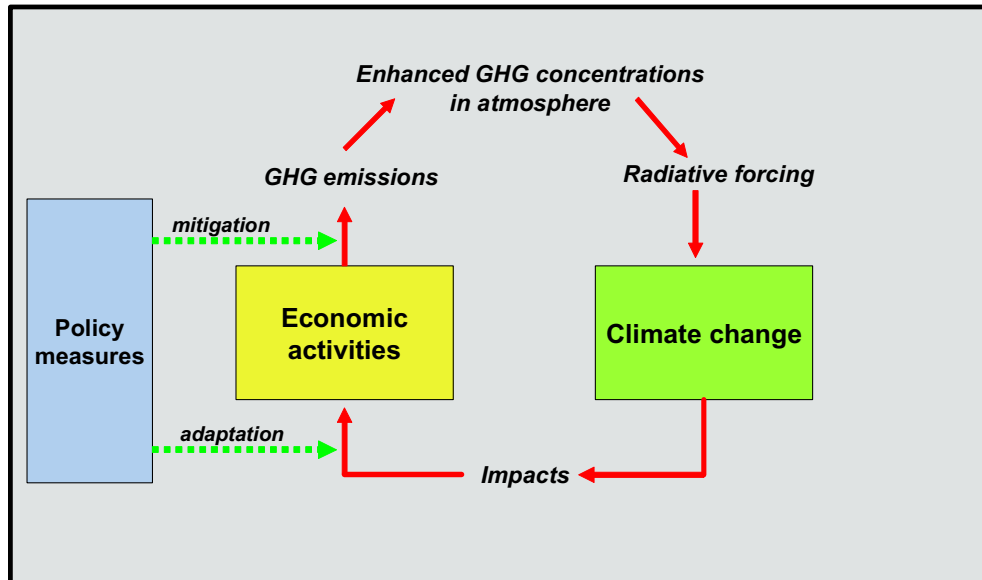 Enhanced GHG concentrations
in atmosphere
GHG emissions
Radiative forcing
mitigation
Policy
measures
Economic
activities
Climate change
adaptation
Impacts